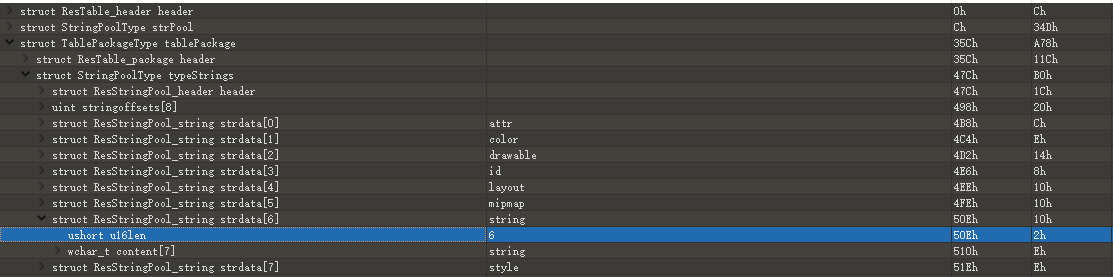 struct ResTable_header header 0h Ch
struct StringPoolType strPool Ch 34Dh
struct TablePackageType tablePackage 35Ch A78h
struct ResTable_package header 35Ch 11Ch
struct StringPoolType typeStrings 47Ch B0h
struct ResStringPool_header header 47Ch 1Ch
uint stringoffsets[8] 498h 20h
struct ResStringPool_string strdata[0] attr 4B8h Ch
struct ResStringPool_string strdata[1] color 4C4h Eh
struct ResStringPool_string strdata[2] drawable 4D2h 14h
struct ResStringPool_string strdata[3] id 4E6h 8h
struct ResStringPool_string strdata[4] layout 4EEh 10h
struct ResStringPool_string strdata[5] mipmap 4FEh 10h
struct ResStringPool_string strdata[6] string 50Eh 10h
ushort u16len 6 50Eh 2h
wchar_t content[7] string 510h Eh
struct ResStringPool_string strdata[7] style 51Eh Eh